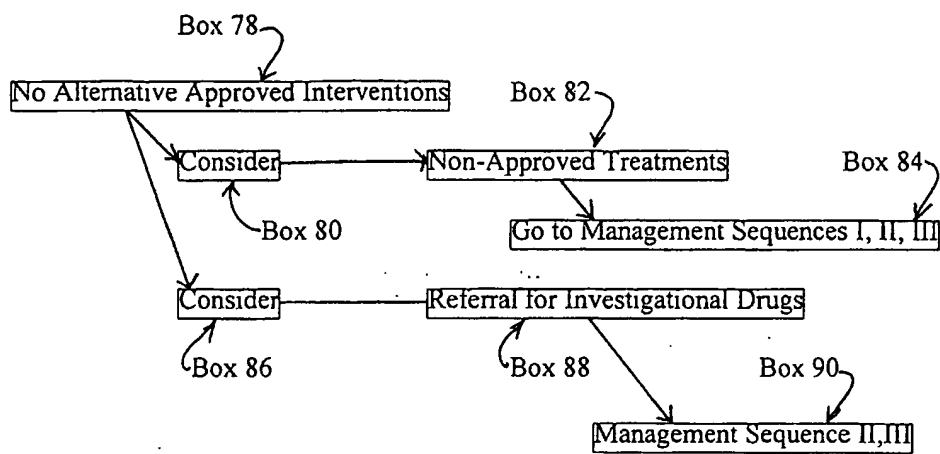 Box 78
No Alternative Approved Interventions
Box 82
Consider
Non-Approved Treatments
Box 84
Box 80
Go to Management Sequences I, II, III
Consider
Referral for Investigational Drugs
Box 86
Box 88
Box 90
Management Sequence II,III